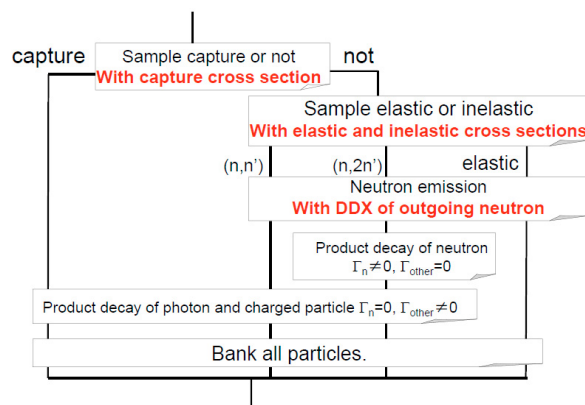 capture
Sample capture or not
With capture cross section
not
Sample elastic or inelastic
With elastic and inelastic cross sections
(n,n')
(n,2n')
elastic
Neutron emission
With DDX of outgoing neutron
Product decay of neutron
Γn≠0, Γother=0
Product decay of photon and charged particle Γn=0, Γother≠0
Bank all particles.